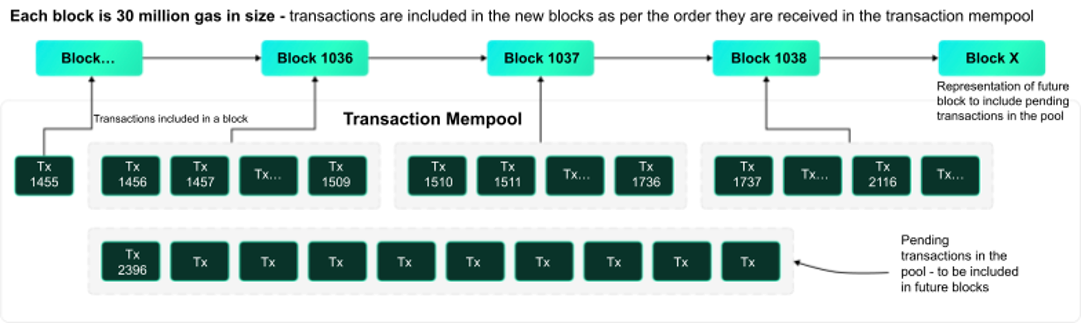 Each block is 30 million gas in size - transactions are included in the new blocks as per the order they are received in the transaction mempool
Block...
Block 1036
Block 1037
Block 1038
Block X
Representation of future
block to include pending
transactions in the pool
Transactions included in a block
Transaction Mempool
Tx
1455
Tx
1456
Tx
1457
Tx...
Tx
1509
Tx
1510
Tx
1511
Tx...
Tx
1736
Tx
1737
Tx...
Tx
2116
Tx...
Tx
2396
Tx
Tx
Tx
Tx
Tx
Tx
Tx
Tx
Tx
Pending
transactions in the
pool - to be included
in future blocks